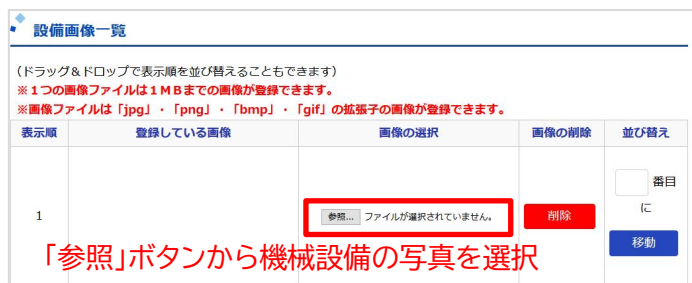 設備画像一覧
（ドラッグ＆ドロップで表示順を並び替えることもできます）
※１つの画像ファイルは１ＭＢまでの画像が登録できます。
※画像ファイルは「jpg」・「png」・「bmp」・「gif」の拡張子の画像が登録できます。
表示順 登録している画像 画像の選択 画像の削除 並び替え
番目
1 参照... ファイルが選択されていません。 削除 に
移動
「参照」ボタンから機械設備の写真を選択